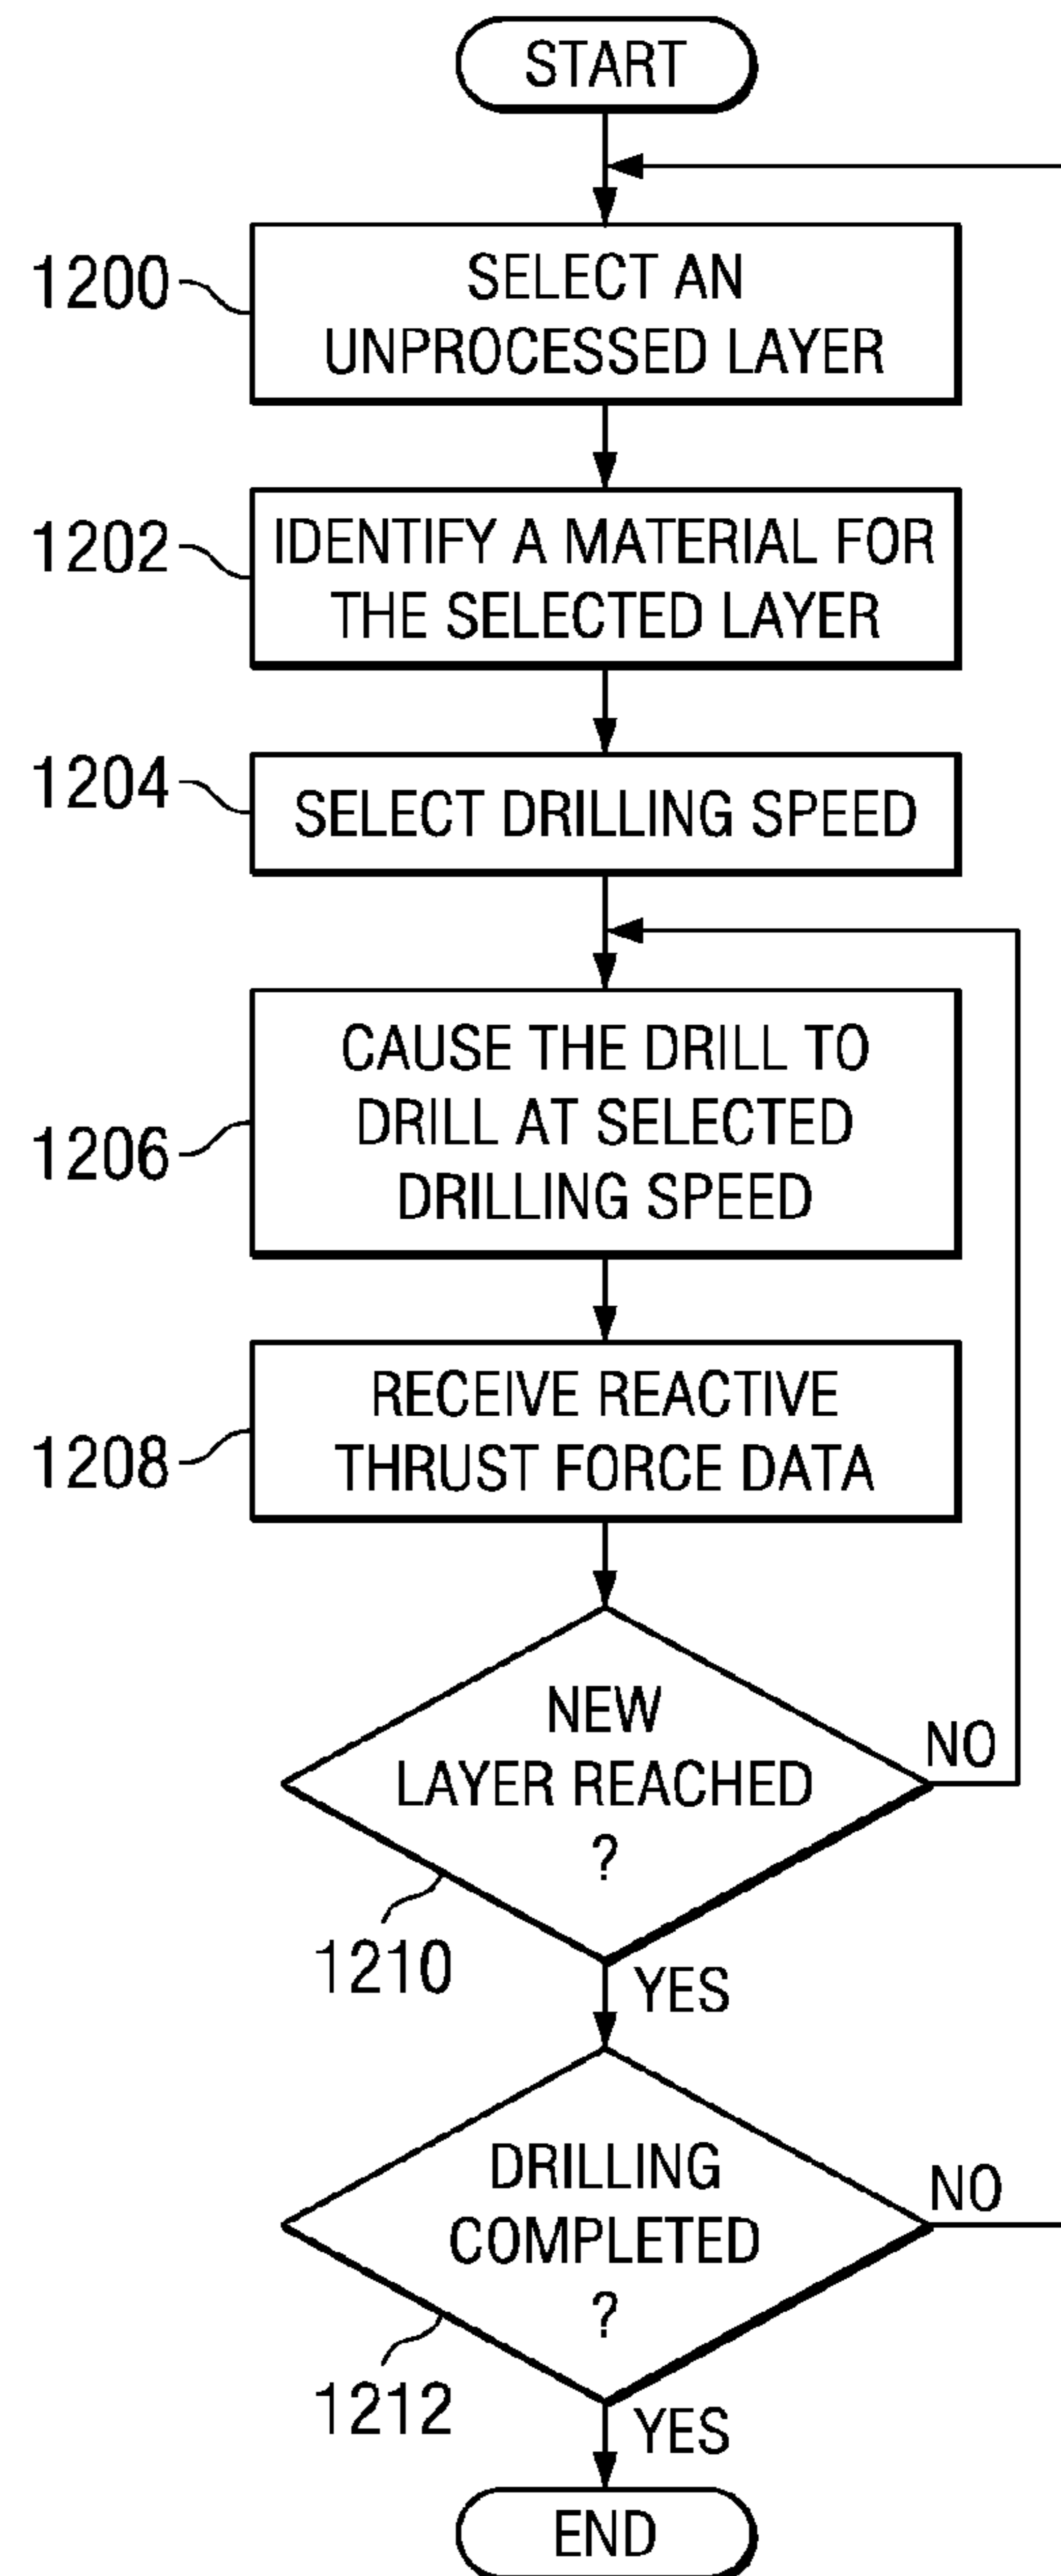 START
1200
SELECT AN
UNPROCESSED LAYER
1202
IDENTIFY A MATERIAL FOR
THE SELECTED LAYER
1204
SELECT DRILLING SPEED
1206
CAUSE THE DRILL TO
DRILL AT SELECTED
DRILLING SPEED
1208
RECEIVE REACTIVE
THRUST FORCE DATA
NEW
LAYER REACHED
?
NO
1210
YES
DRILLING
COMPLETED
?
NO
1212
YES
END